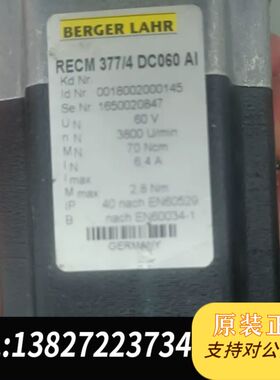 BERGER LAHR
RECM 377/4 DC060 AI
Kd Nr
Id Nr 0018002000145
Se.Nr 1650020847
U N 60 V
n N 3800 U/min
M N 70 Ncm
I N 6.4 A
I max
M max 2.8 Nm
IP 40 nach EN60529
B nach EN60034-1
GERMANY
:13827223734
原装正品
支持对公